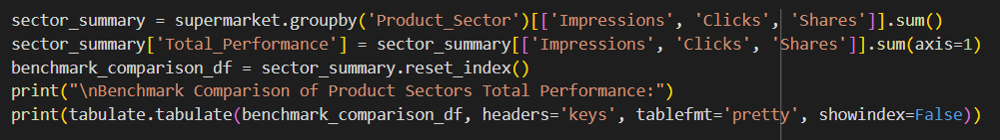 sector_summary = supermarket.groupby('Product_Sector')[['Impressions', 'Clicks', 'Shares']].sum()
sector_summary['Total_Performance'] = sector_summary[['Impressions', 'Clicks', 'Shares']].sum(axis=1)
benchmark_comparison_df = sector_summary.reset_index()
print("\nBenchmark Comparison of Product Sectors Total Performance:")
print(tabulate.tabulate(benchmark_comparison_df, headers='keys', tablefmt='pretty', showindex=False))